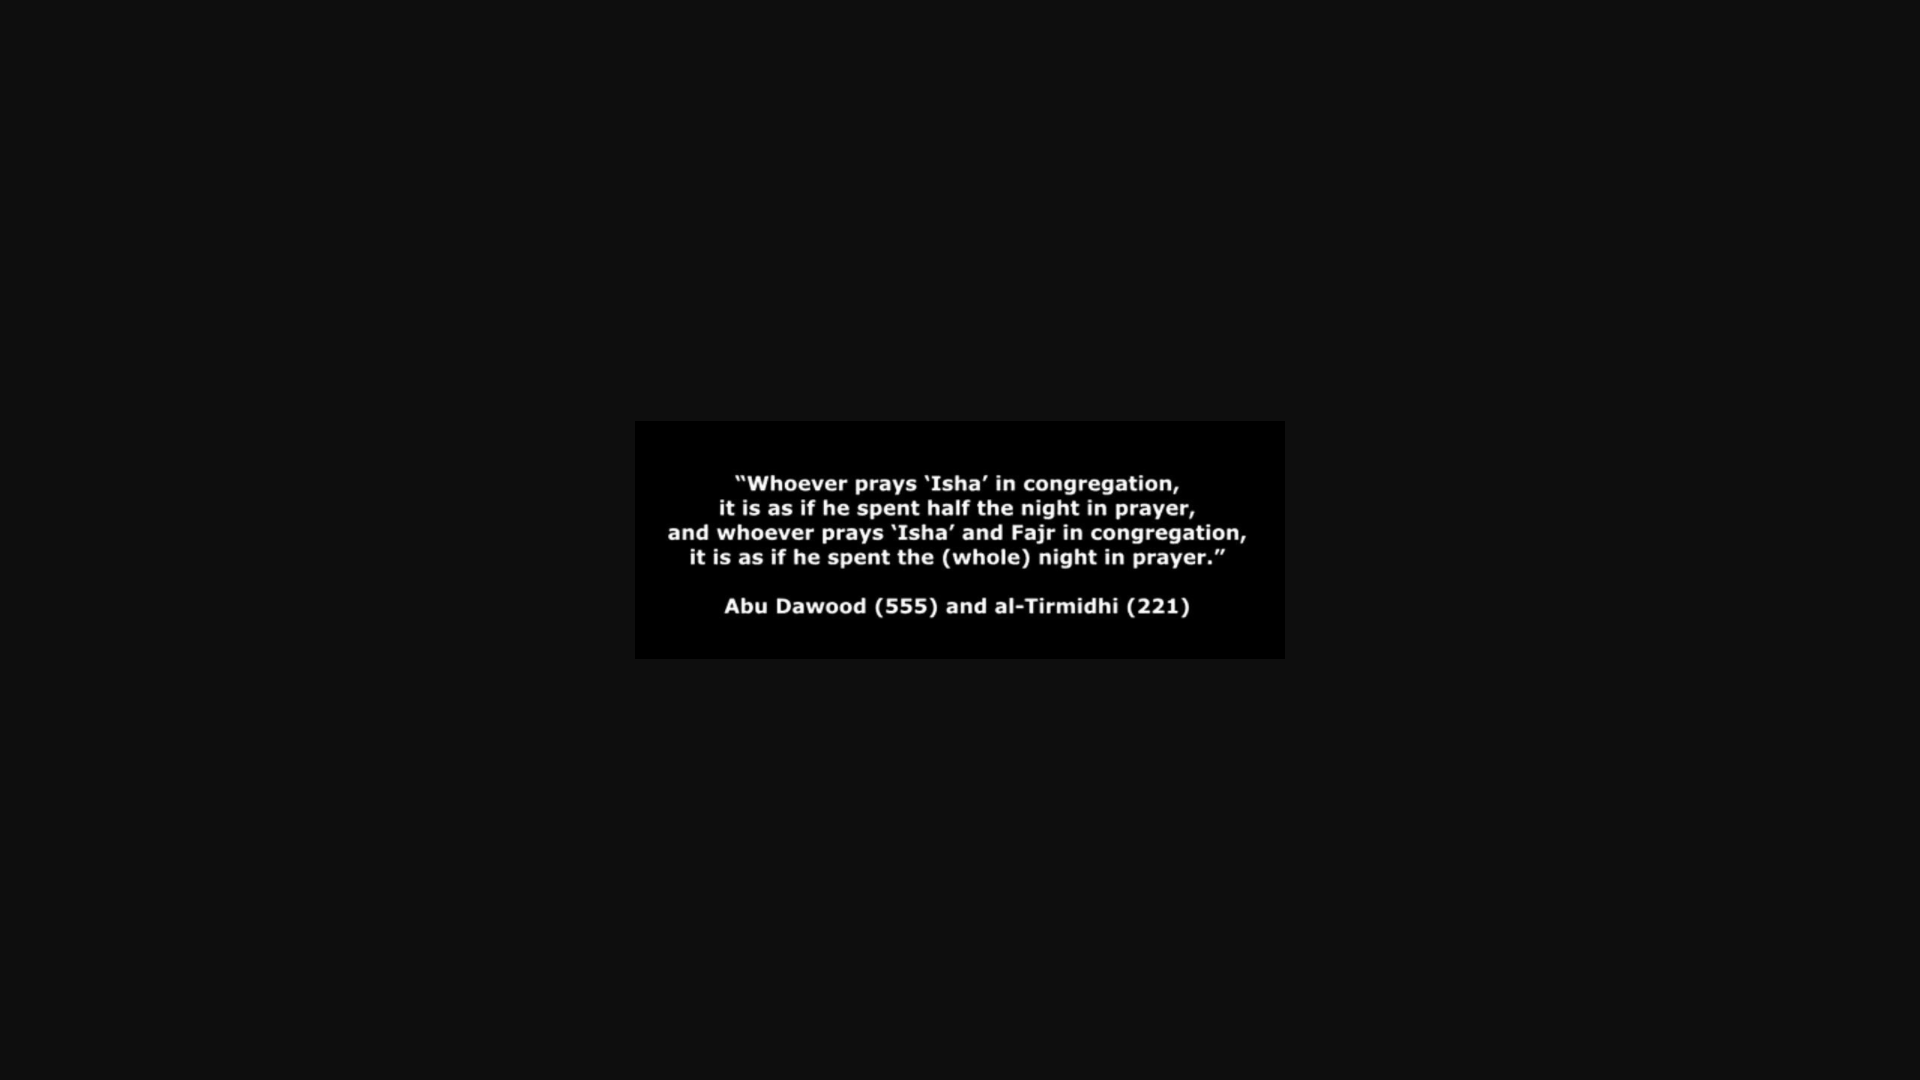 “Whoever prays ‘Isha’ in congregation,
it is as if he spent half the night in prayer,
and whoever prays ‘Isha’ and Fajr in congregation,
it is as if he spent the (whole) night in prayer.”
Abu Dawood (555) and al-Tirmidhi (221)